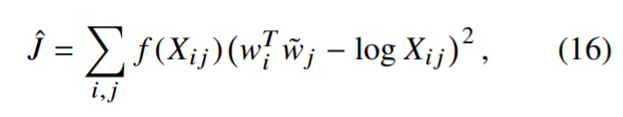 Ĵ = ∑_{i,j} f(X_{ij})(w_i^T w̃_j − log X_{ij})^2 , (16)